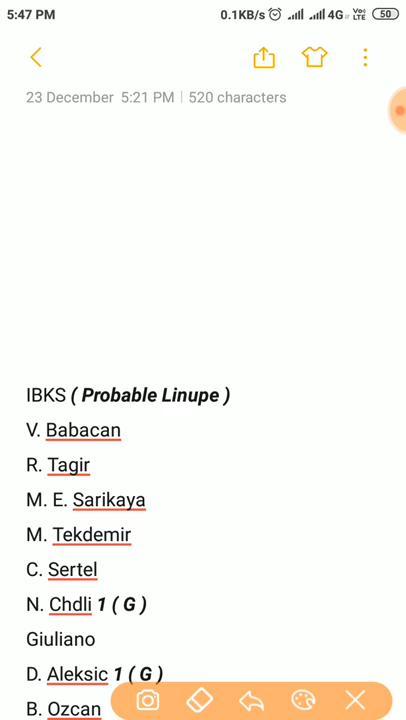 5:47 PM 0.1KB/s 4G Vo) LTE 50
23 December 5:21 PM | 520 characters
IBKS ( Probable Linupe )
V. Babacan
R. Tagir
M. E. Sarikaya
M. Tekdemir
C. Sertel
N. Chdli 1 ( G )
Giuliano
D. Aleksic 1 ( G )
B. Ozcan